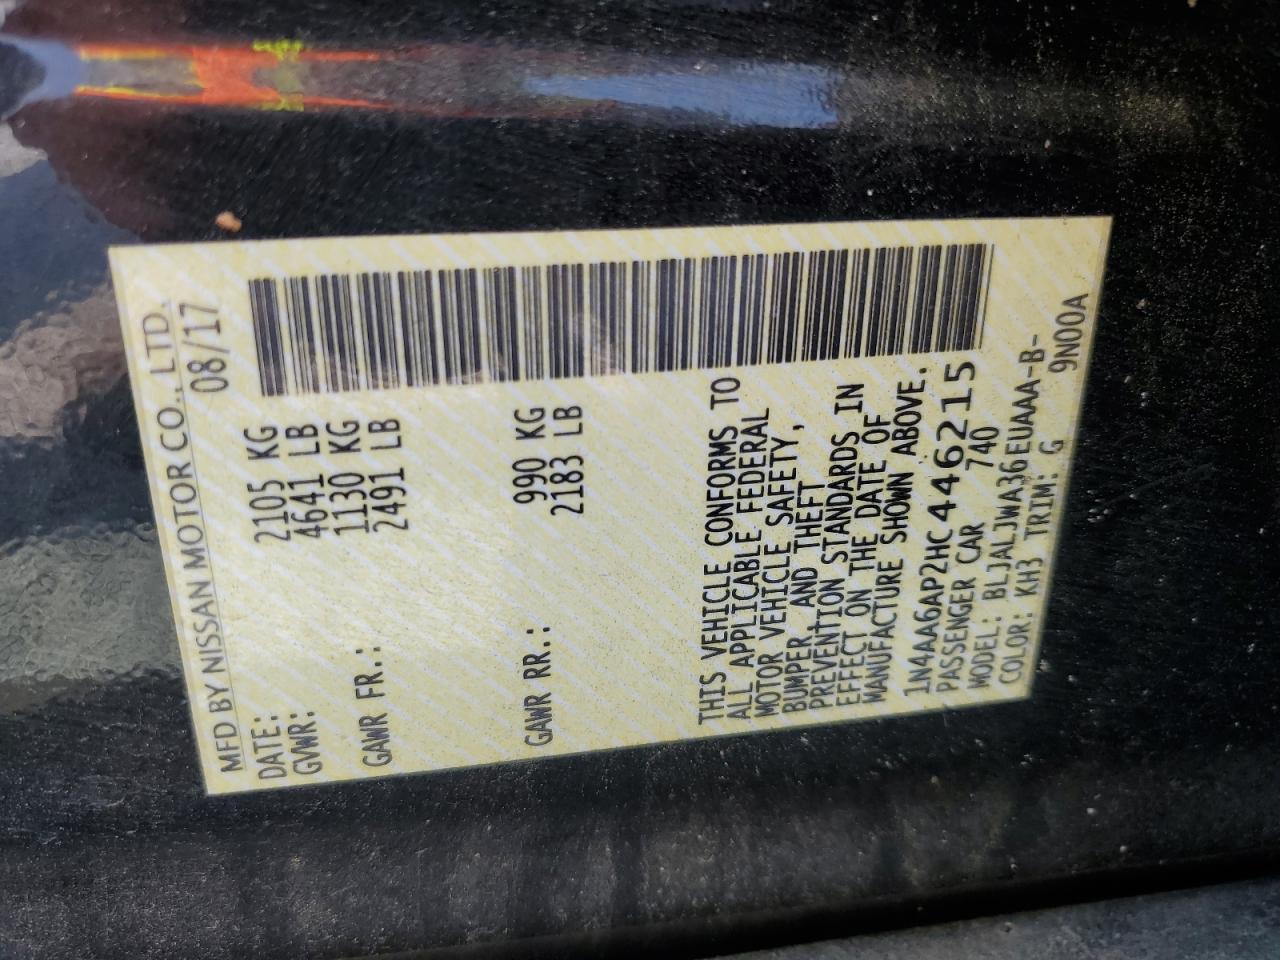 MFD BY NISSAN MOTOR CO., LTD.
DATE: 08/17
GVWR: 2105 KG
4641 LB
GAWR FR.: 1130 KG
2491 LB
GAWR RR.: 990 KG
2183 LB
THIS VEHICLE CONFORMS TO
ALL APPLICABLE FEDERAL
MOTOR VEHICLE SAFETY,
BUMPER, AND THEFT
PREVENTION STANDARDS IN
EFFECT ON THE DATE OF
MANUFACTURE SHOWN ABOVE.
1N4AA6AP2HC446215
PASSENGER CAR 740
MODEL: BLJALJWA36EUAAA-B-
COLOR: KH3 TRIM: G 9N00A